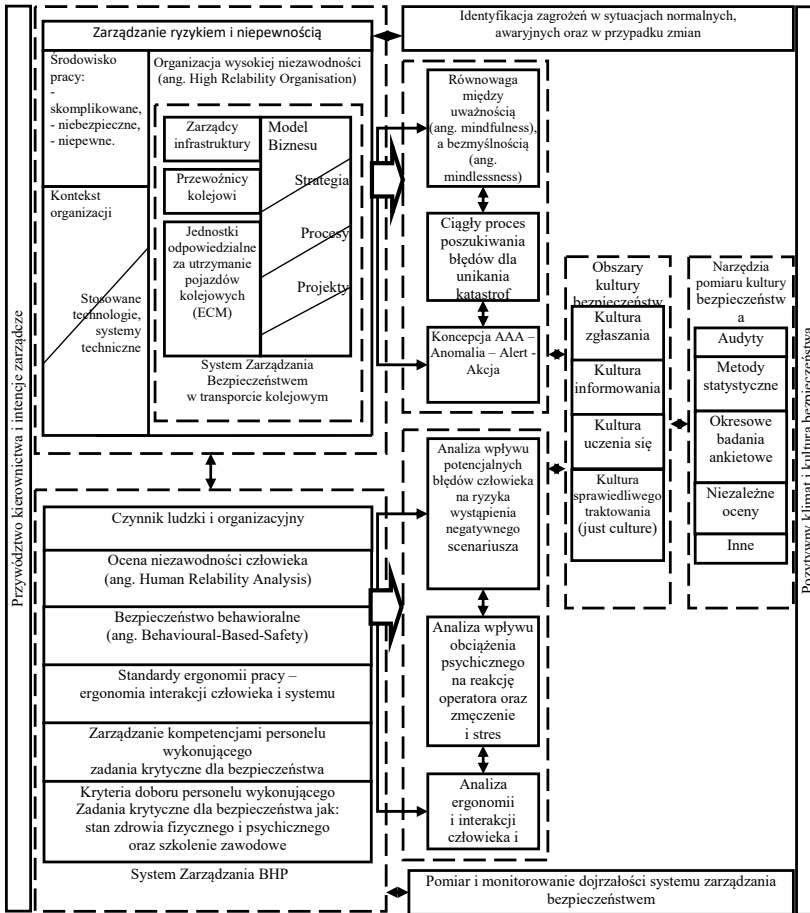 Przywództwo kierownictwa i intencje zarządcze
Zarządzanie ryzykiem i niepewnością
Środowisko
pracy:
-
skomplikowane,
- niebezpieczne,
- niepewne.
Kontekst
organizacji
Stosowane
technologie,
systemy
techniczne
Organizacja wysokiej niezawodności
(ang. High Relability Organisation)
Zarządcy
infrastruktury
Przewoźnicy
kolejowi
Jednostki
odpowiedzialne
za utrzymanie
pojazdów
kolejowych
(ECM)
Model
Biznesu
Strategia
Procesy
Projekty
System Zarządzania
Bezpieczeństwem
w transporcie kolejowym
Identyfikacja zagrożeń w sytuacjach normalnych,
awaryjnych oraz w przypadku zmian
Równowaga
między
uważnością
(ang. mindfulness),
a bezmyślnością
(ang.
mindlessness)
Ciągły proces
poszukiwania
błędów dla
unikania
katastrof
Koncepcja AAA –
Anomalia – Alert -
Akcja
Czynnik ludzki i organizacyjny
Ocena niezawodności człowieka
(ang. Human Relability Analysis)
Bezpieczeństwo behawioralne
(ang. Behavioural-Based-Safety)
Standardy ergonomii pracy –
ergonomia interakcji człowieka i systemu
Zarządzanie kompetencjami personelu
wykonującego
zadania krytyczne dla bezpieczeństwa
Kryteria doboru personelu wykonującego
Zadania krytyczne dla bezpieczeństwa jak:
stan zdrowia fizycznego i psychicznego
oraz szkolenie zawodowe
System Zarządzania BHP
Analiza wpływu
potencjalnych
błędów człowieka
na ryzyka
wystąpienia
negatywnego
scenariusza
Analiza wpływu
obciążenia
psychicznego
na reakcję
operatora oraz
zmęczenie
i stres
Analiza
ergonomii
i interakcji
człowieka i
Obszary
kultury
bezpieczeństw
Kultura
zgłaszania
Kultura
informowania
Kultura
uczenia się
Kultura
sprawiedliwego
traktowania
(just culture)
Narzędzia
pomiaru kultury
bezpieczeństw
a
Audyty
Metody
statystyczne
Okresowe
badania
ankietowe
Niezależne
oceny
Inne
Pomiar i monitorowanie dojrzałości systemu zarządzania
bezpieczeństwem
Pozytywny klimat i kultura bezpieczeństwa